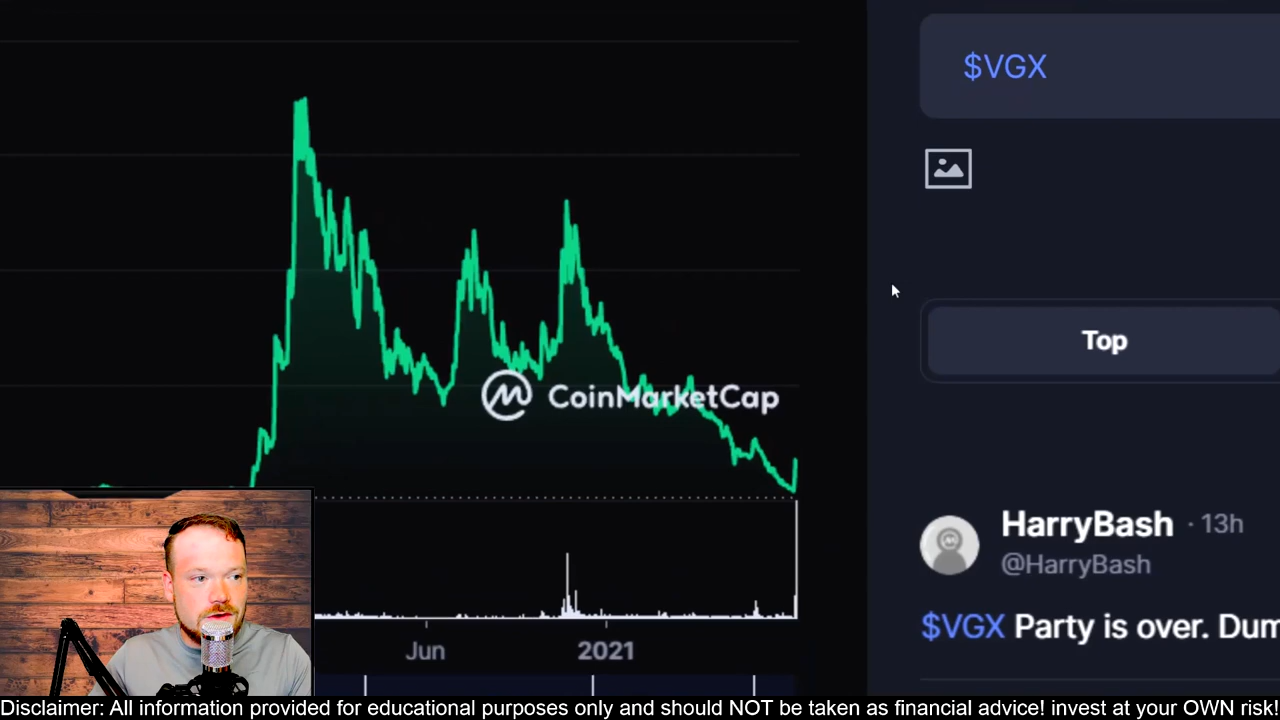 $VGX
Top
CoinMarketCap
HarryBash · 13h
@HarryBash
$VGX Party is over. Dum
Jun 2021
Disclaimer: All information provided for educational purposes only and should NOT be taken as financial advice! invest at your OWN risk!